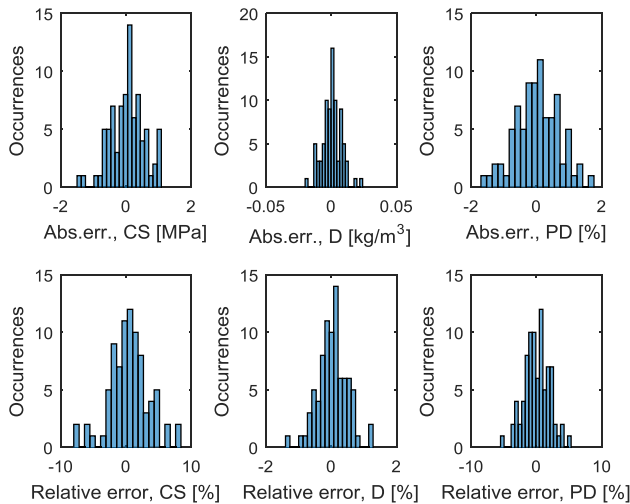 15 20 15
15
10 10 10
Occurrences Occurrences Occurrences
5 5 5
0 0 0
-2 0 2 -0.05 0 0.05 -2 0 2
Abs.err., CS [MPa] Abs.err., D [kg/m³] Abs.err., PD [%]
15 15 15
10 10 10
Occurrences Occurrences Occurrences
5 5 5
0 0 0
-10 0 10 -2 0 2 -10 0 10
Relative error, CS [%] Relative error, D [%] Relative error, PD [%]